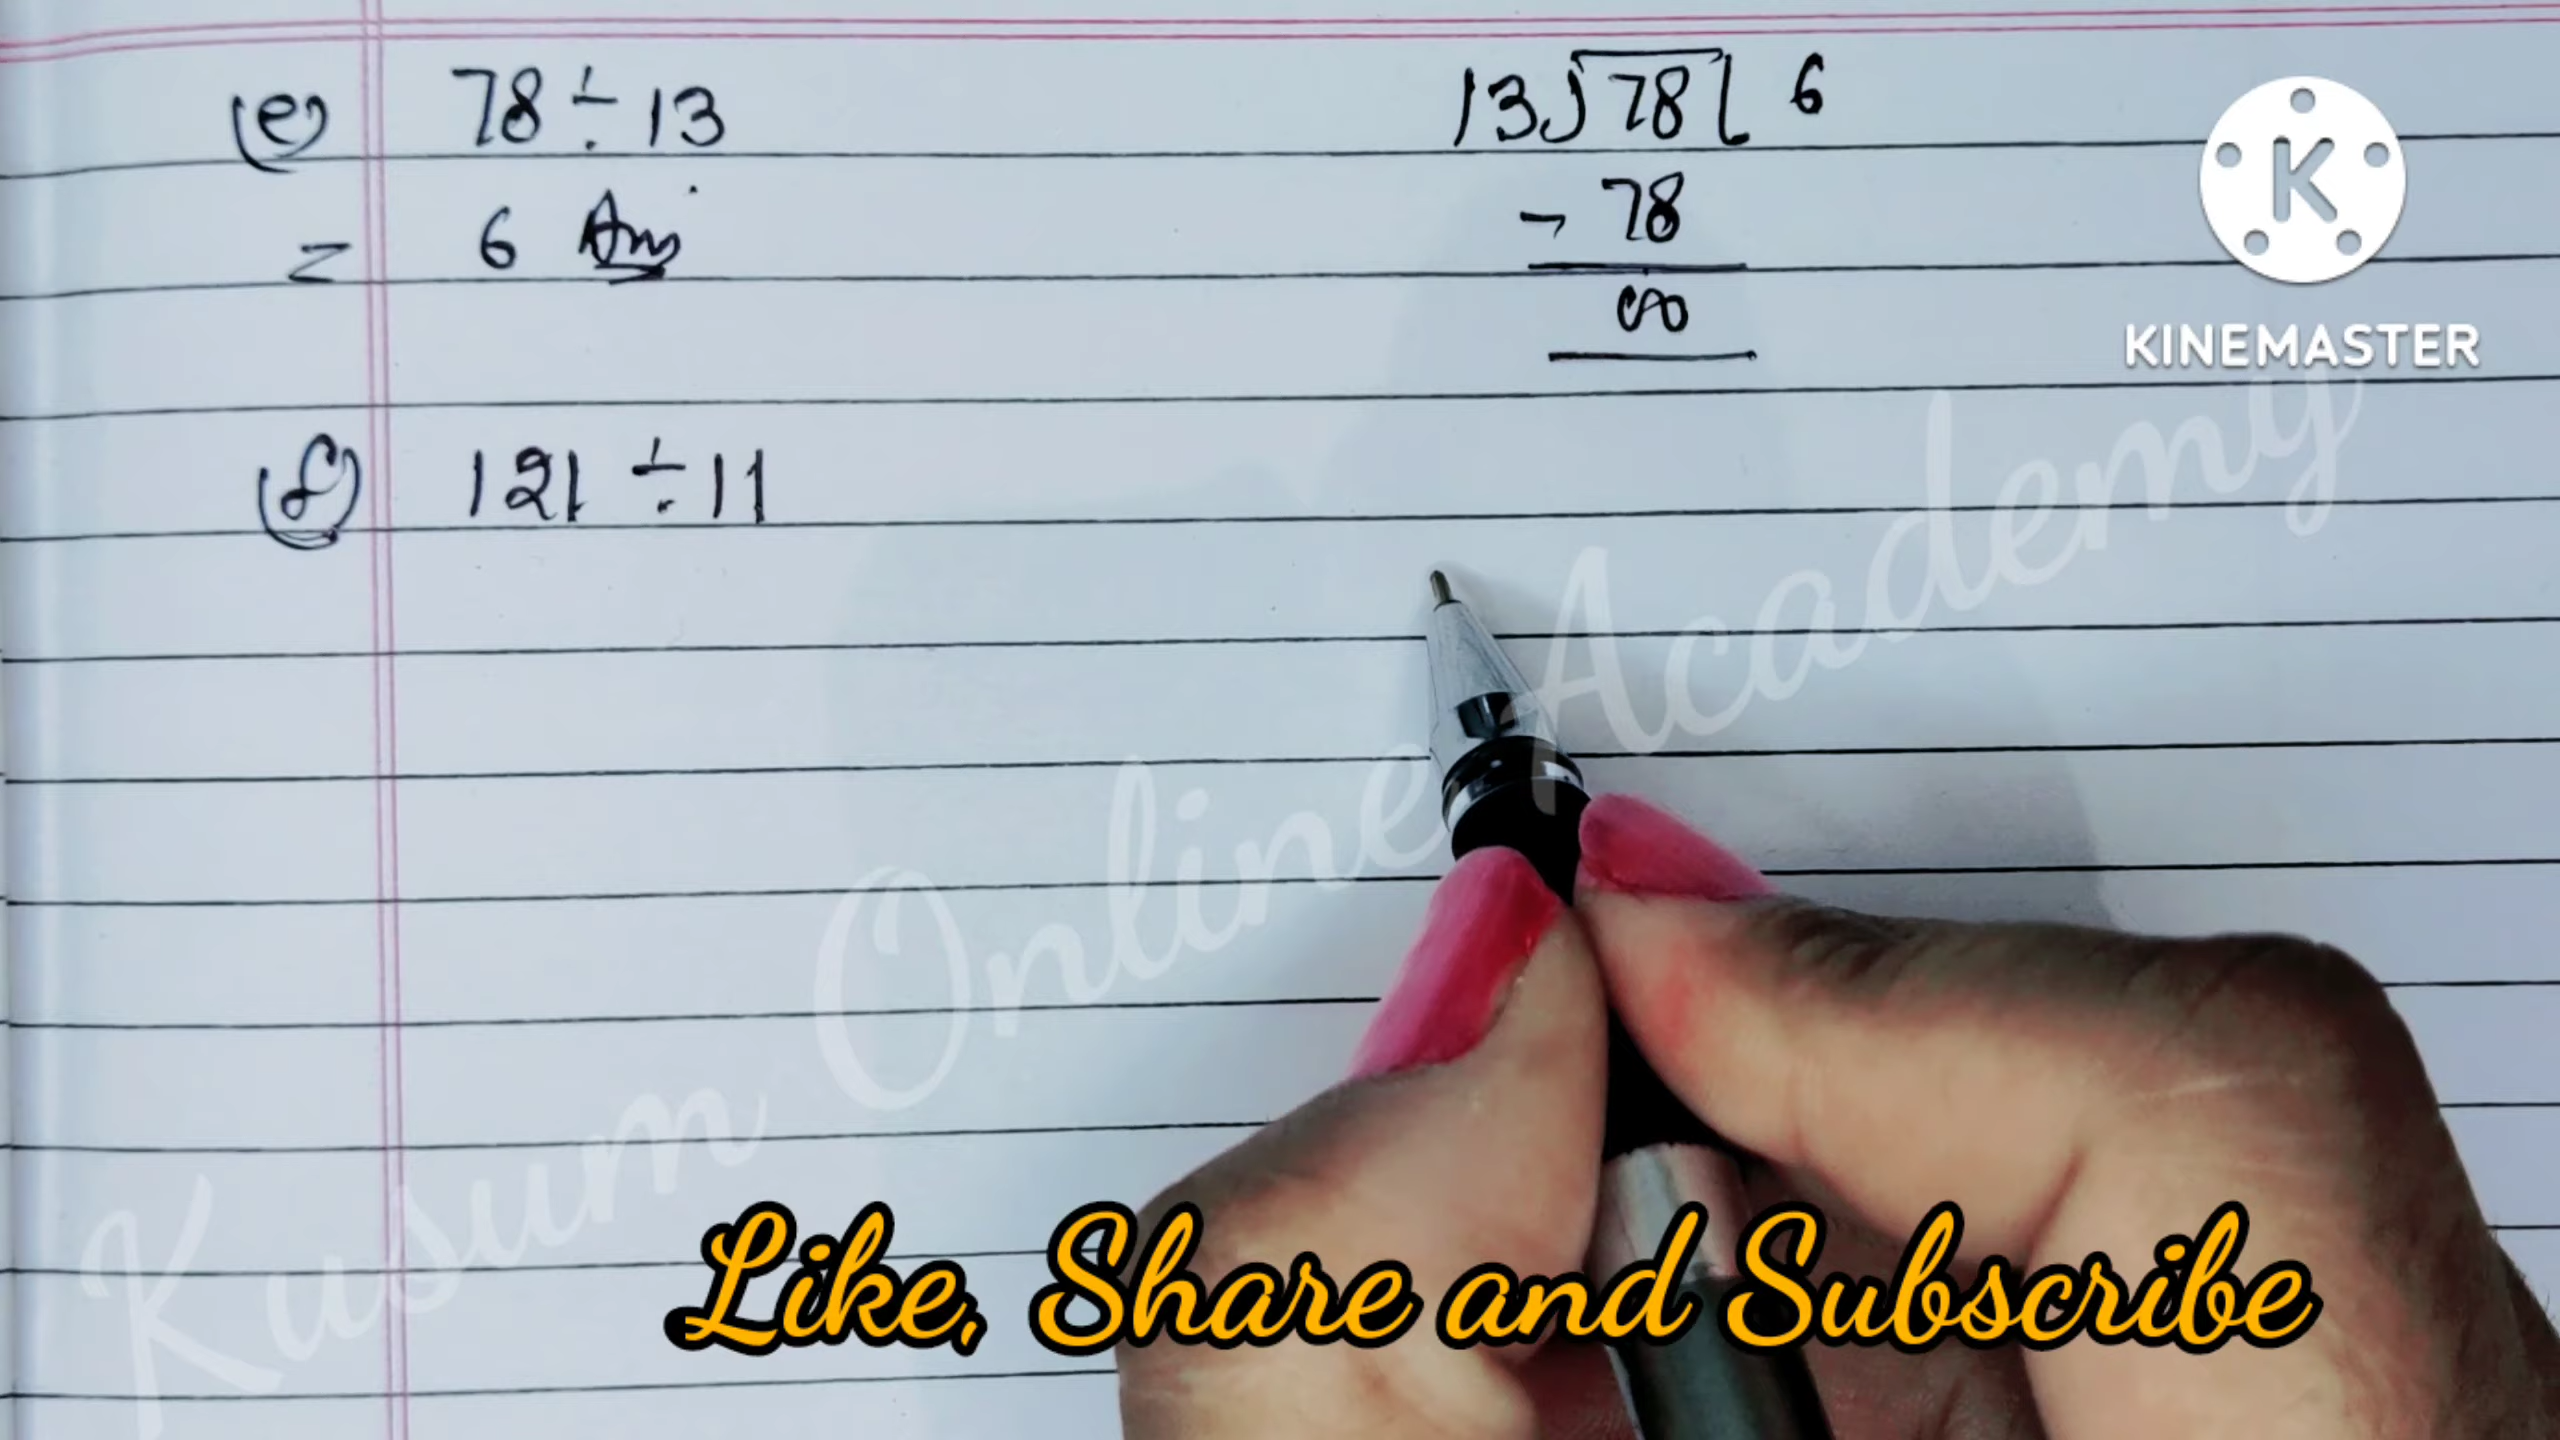 (e) 78 ÷ 13
= 6 Ans
13)78( 6
- 78
00
(f) 121 ÷ 11
K
KINEMASTER
Kusum Online Academy
Like, Share and Subscribe